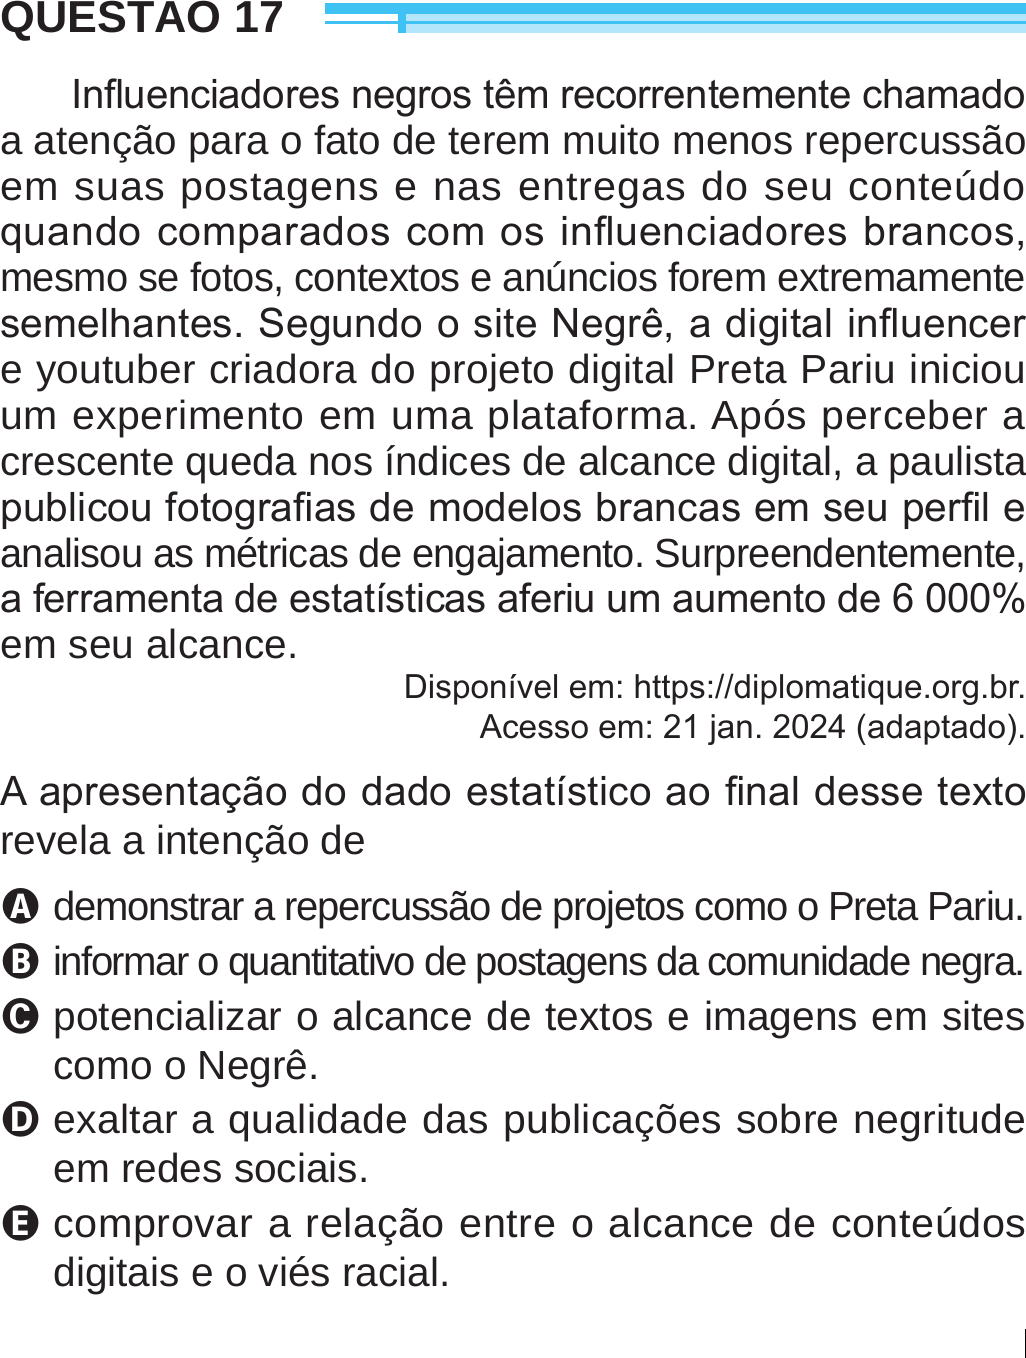 QUESTÃO 17
Influenciadores negros têm recorrentemente chamado
a atenção para o fato de terem muito menos repercussão
em suas postagens e nas entregas do seu conteúdo
quando comparados com os influenciadores brancos,
mesmo se fotos, contextos e anúncios forem extremamente
semelhantes. Segundo o site Negrê, a digital influencer
e youtuber criadora do projeto digital Preta Pariu iniciou
um experimento em uma plataforma. Após perceber a
crescente queda nos índices de alcance digital, a paulista
publicou fotografias de modelos brancas em seu perfil e
analisou as métricas de engajamento. Surpreendentemente,
a ferramenta de estatísticas aferiu um aumento de 6 000%
em seu alcance.
Disponível em: https://diplomatique.org.br.
Acesso em: 21 jan. 2024 (adaptado).
A apresentação do dado estatístico ao final desse texto
revela a intenção de
A demonstrar a repercussão de projetos como o Preta Pariu.
B informar o quantitativo de postagens da comunidade negra.
C potencializar o alcance de textos e imagens em sites
como o Negrê.
D exaltar a qualidade das publicações sobre negritude
em redes sociais.
E comprovar a relação entre o alcance de conteúdos
digitais e o viés racial.